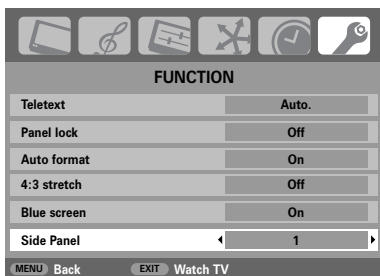 FUNCTION
Teletext Auto.
Panel lock Off
Auto format On
4:3 stretch Off
Blue screen On
Side Panel 1
MENU Back EXIT Watch TV